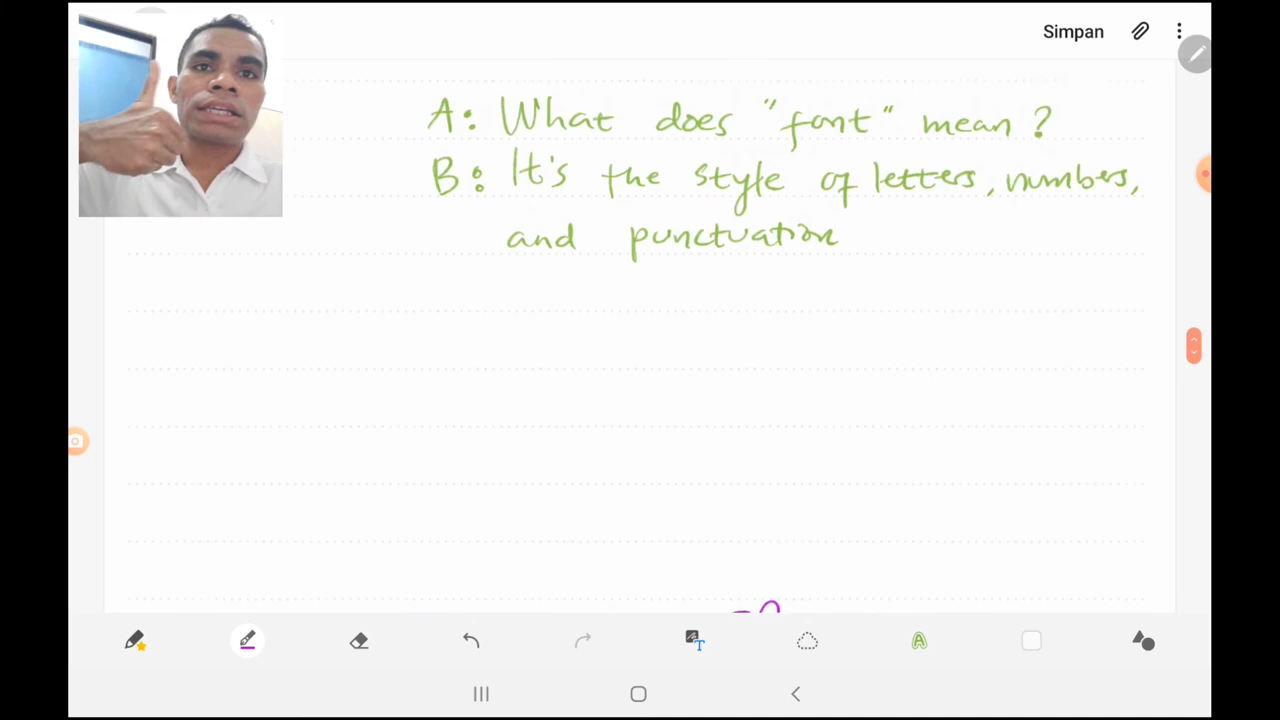 Simpan
A: What does "font" mean?
B: It's the style of letters, numbers,
and punctuation